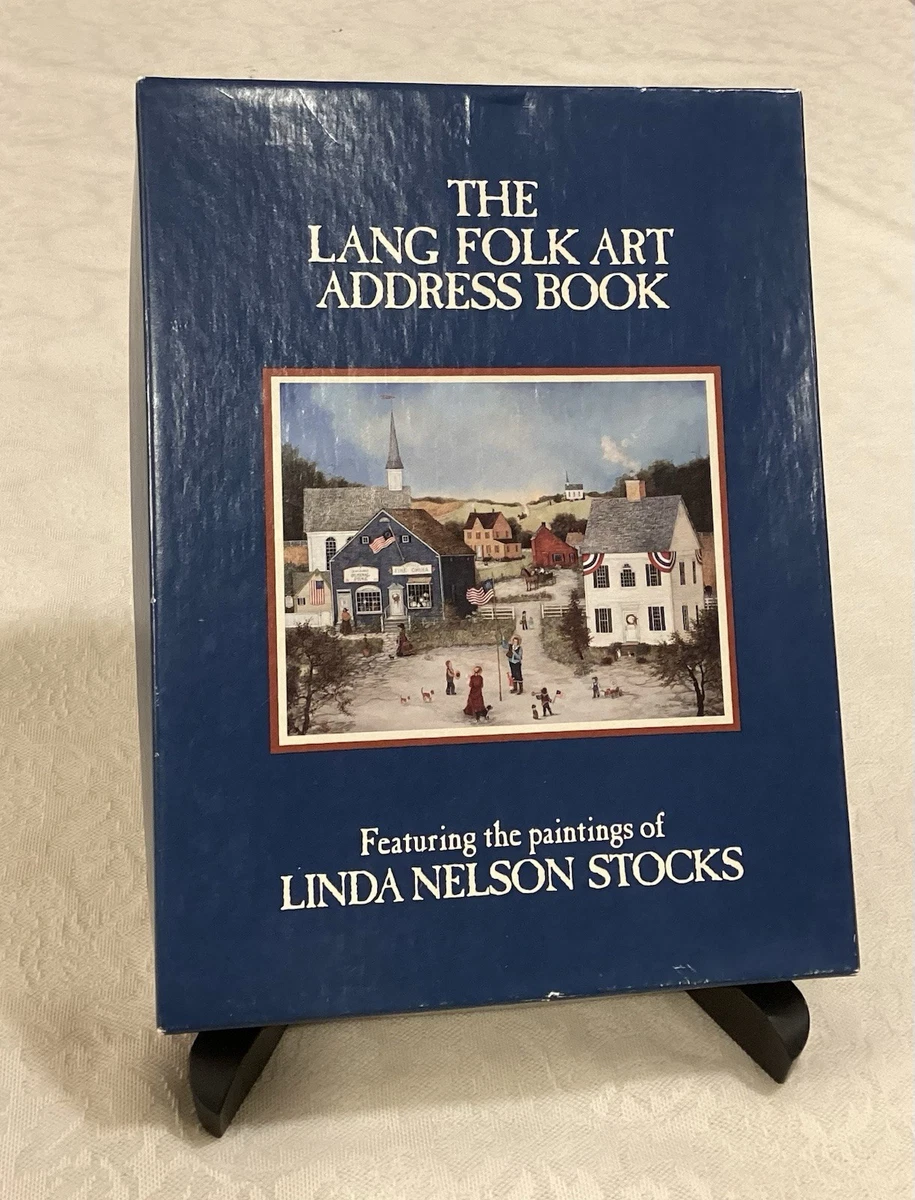 THE
LANG FOLK ART
ADDRESS BOOK
Featuring the paintings of
LINDA NELSON STOCKS